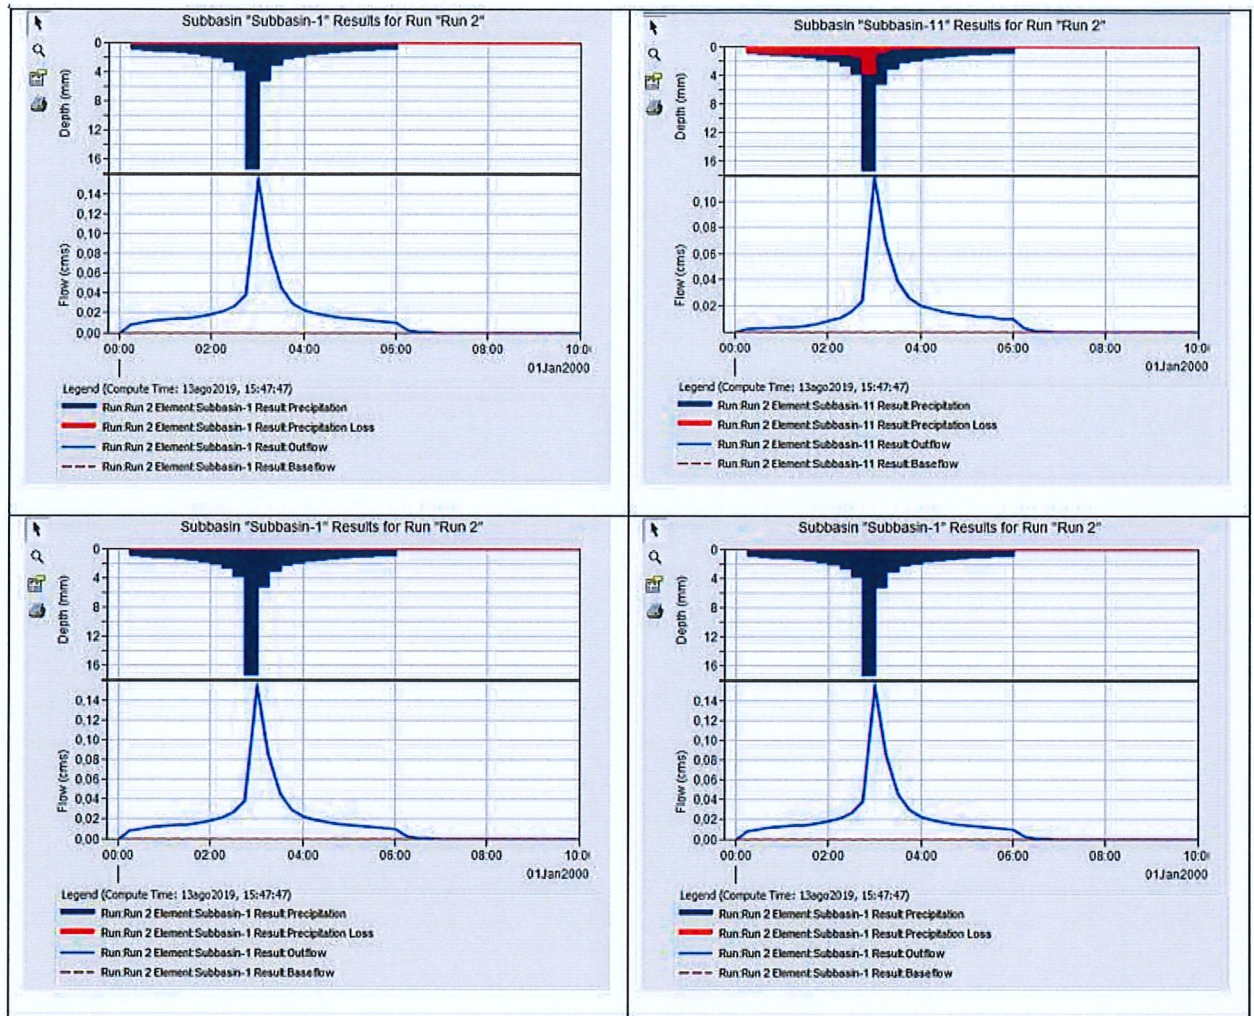 Subbasin "Subbasin-1" Results for Run "Run 2"
0
4
8
12
16
Depth (mm)
0,14
0,12
0,10
0,08
0,06
0,04
0,02
0,00
Flow (cms)
00:00 02:00 04:00 06:00 08:00 10:0
01Jan2000
Legend (Compute Time: 13ago2019, 15:47:47)
Run:Run 2 Element:Subbasin-1 Result:Precipitation
Run:Run 2 Element:Subbasin-1 Result:Precipitation Loss
Run:Run 2 Element:Subbasin-1 Result:Outflow
Run:Run 2 Element:Subbasin-1 Result:Baseflow
Subbasin "Subbasin-11" Results for Run "Run 2"
0
4
8
12
16
Depth (mm)
0,10
0,08
0,06
0,04
0,02
Flow (cms)
00:00 02:00 04:00 06:00 08:00 10:0
01Jan2000
Legend (Compute Time: 13ago2019, 15:47:47)
Run:Run 2 Element:Subbasin-11 Result:Precipitation
Run:Run 2 Element:Subbasin-11 Result:Precipitation Loss
Run:Run 2 Element:Subbasin-11 Result:Outflow
Run:Run 2 Element:Subbasin-11 Result:Baseflow
Subbasin "Subbasin-1" Results for Run "Run 2"
0
4
8
12
16
Depth (mm)
0,14
0,12
0,10
0,08
0,06
0,04
0,02
0,00
Flow (cms)
00:00 02:00 04:00 06:00 08:00 10:0
01Jan2000
Legend (Compute Time: 13ago2019, 15:47:47)
Run:Run 2 Element:Subbasin-1 Result:Precipitation
Run:Run 2 Element:Subbasin-1 Result:Precipitation Loss
Run:Run 2 Element:Subbasin-1 Result:Outflow
Run:Run 2 Element:Subbasin-1 Result:Baseflow
Subbasin "Subbasin-1" Results for Run "Run 2"
0
4
8
12
16
Depth (mm)
0,14
0,12
0,10
0,08
0,06
0,04
0,02
0,00
Flow (cms)
00:00 02:00 04:00 06:00 08:00 10:0
01Jan2000
Legend (Compute Time: 13ago2019, 15:47:47)
Run:Run 2 Element:Subbasin-1 Result:Precipitation
Run:Run 2 Element:Subbasin-1 Result:Precipitation Loss
Run:Run 2 Element:Subbasin-1 Result:Outflow
Run:Run 2 Element:Subbasin-1 Result:Baseflow